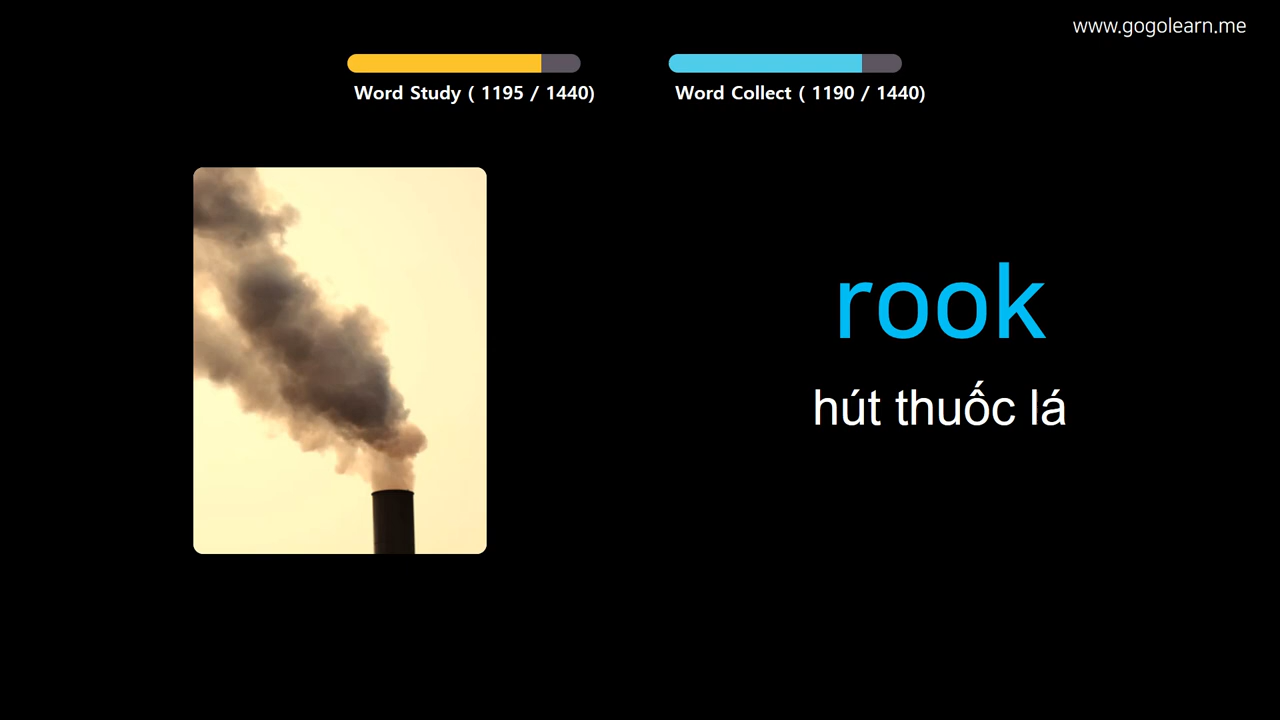 www.gogolearn.me
Word Study ( 1195 / 1440)
Word Collect ( 1190 / 1440)
rook
hút thuốc lá